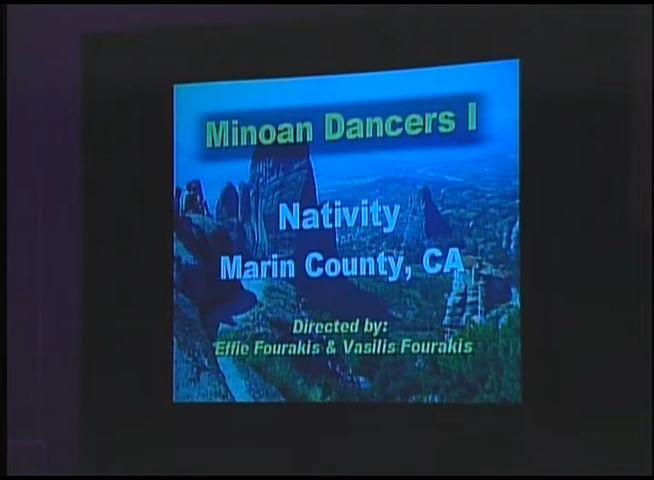 Minoan Dancers I
Nativity
Marin County, CA
Directed by:
Effie Fourakis & Vasilis Fourakis